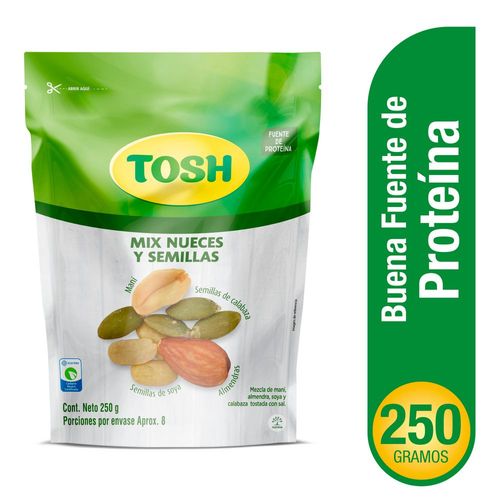 ABRIR AQUÍ
FUENTE
DE
PROTEÍNA
TOSH
MIX NUECES
Y SEMILLAS
Maní
Semillas de calabaza
Semillas de soya
Almendras
Cont. Neto 250 g
Porciones por envase Aprox. 8
Mezcla de maní,
almendra, soya y
calabaza tostada con sal.
Buena Fuente de
Proteína
250
GRAMOS